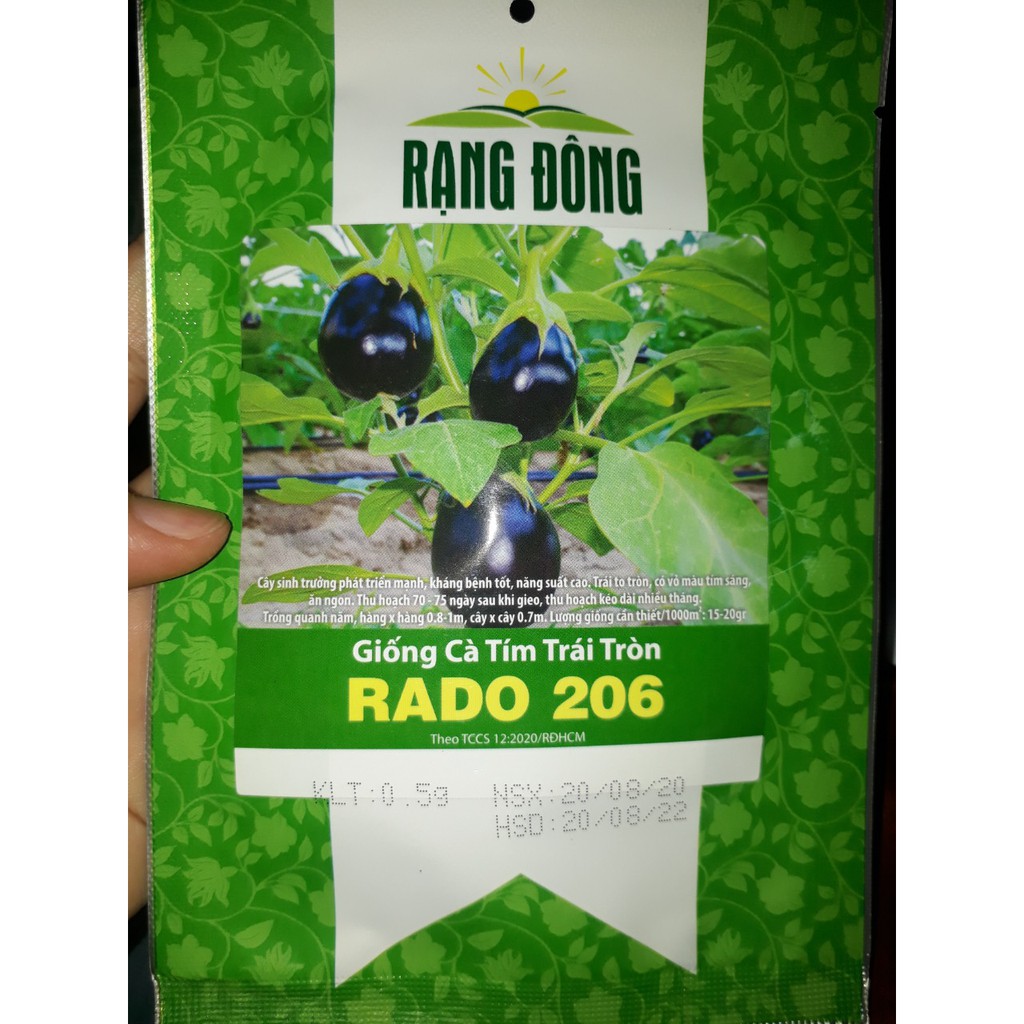 RẠNG ĐÔNG
Cây sinh trưởng phát triển mạnh, kháng bệnh tốt, năng suất cao. Trái to tròn, có vỏ màu tím sáng,
ăn ngon. Thu hoạch 70 - 75 ngày sau khi gieo, thu hoạch kéo dài nhiều tháng.
Trồng quanh năm, hàng x hàng 0.8-1m, cây x cây 0.7m. Lượng giống cần thiết/1000m²: 15-20gr
Giống Cà Tím Trái Tròn
RADO 206
Theo TCCS 12:2020/RĐHCM
KLT:0.5g NSX:20/08/20
HSD:20/08/22